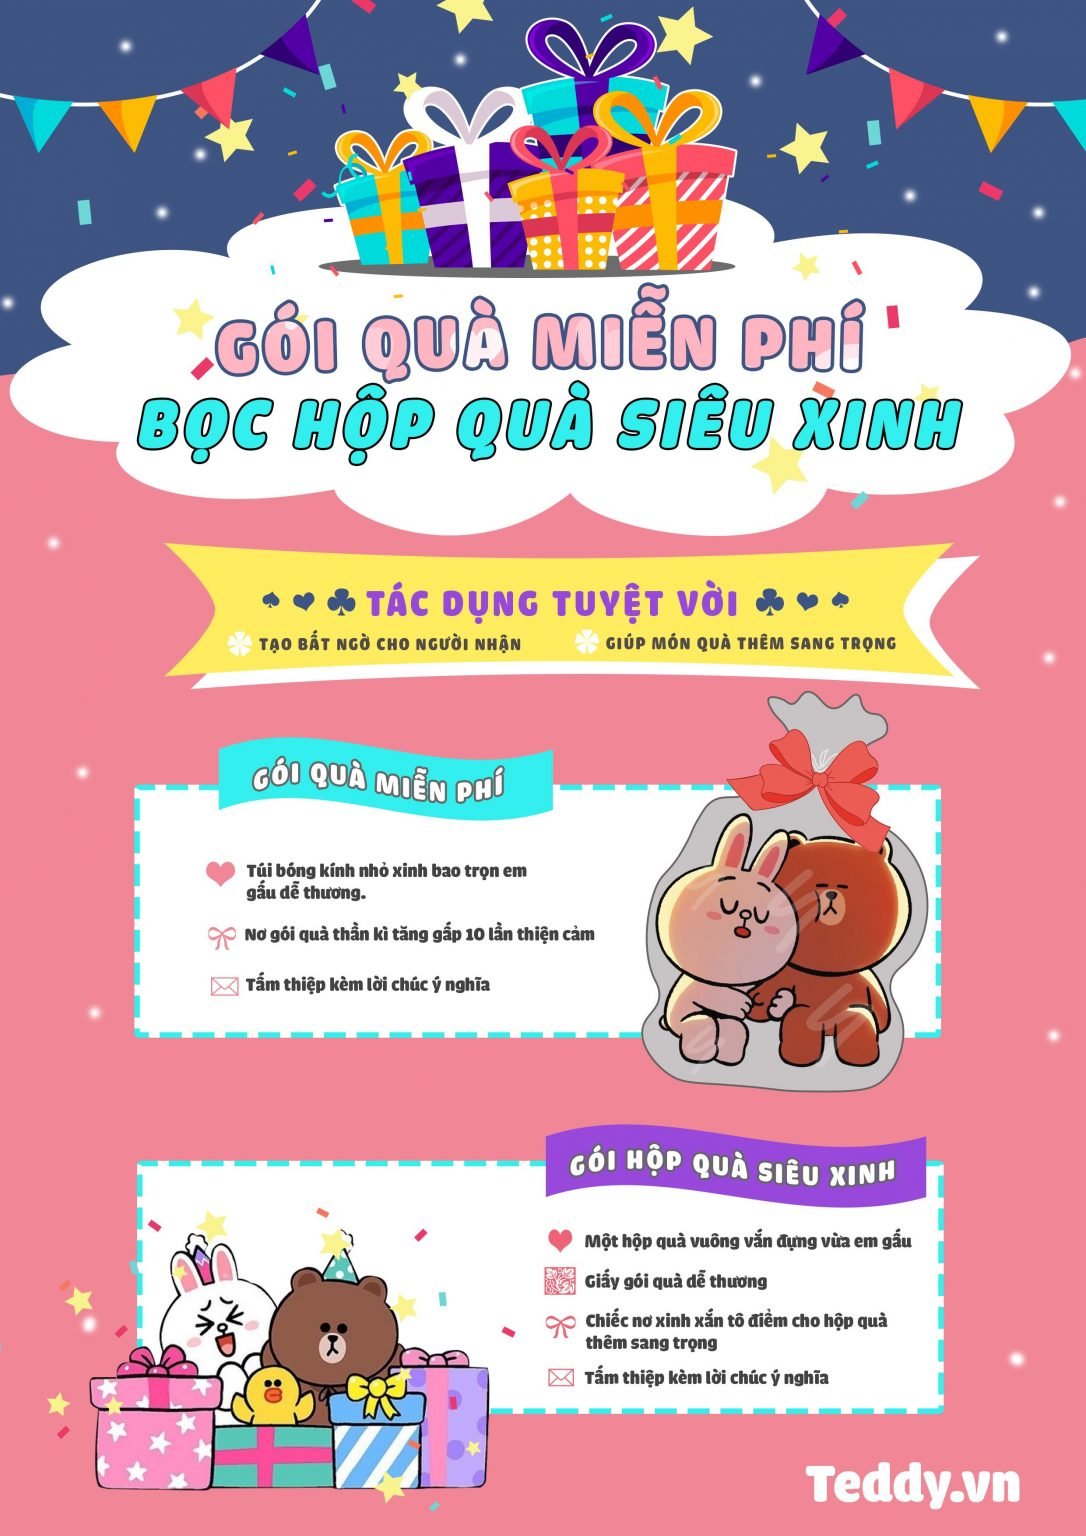 GÓI QUÀ MIỄN PHÍ
BỌC HỘP QUÀ SIÊU XINH
TÁC DỤNG TUYỆT VỜI
TẠO BẤT NGỜ CHO NGƯỜI NHẬN
GIÚP MÓN QUÀ THÊM SANG TRỌNG
GÓI QUÀ MIỄN PHÍ
Túi bóng kính nhỏ xinh bao trọn em
gấu dễ thương.
Nơ gói quà thần kì tăng gấp 10 lần thiện cảm
Tấm thiệp kèm lời chúc ý nghĩa
GÓI HỘP QUÀ SIÊU XINH
Một hộp quà vuông vắn đựng vừa em gấu
Giấy gói quà dễ thương
Chiếc nơ xinh xắn tô điểm cho hộp quà
thêm sang trọng
Tấm thiệp kèm lời chúc ý nghĩa
Teddy.vn